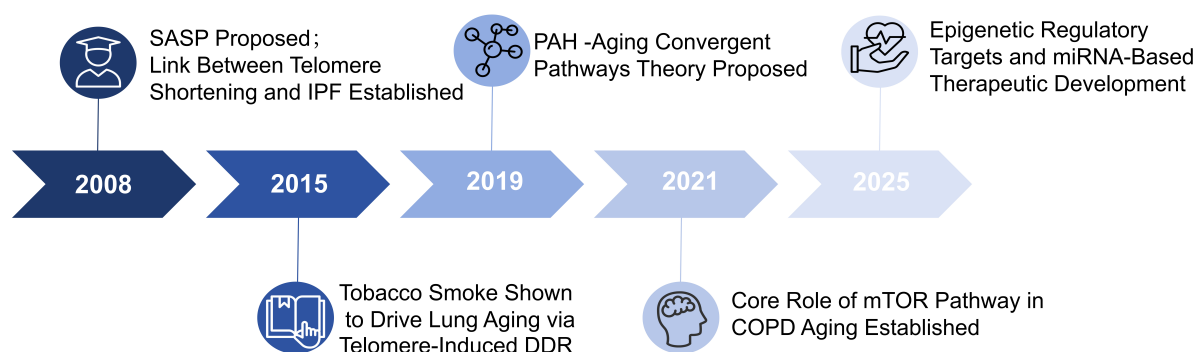 SASP Proposed；
Link Between Telomere
Shortening and IPF Established
PAH -Aging Convergent
Pathways Theory Proposed
Epigenetic Regulatory
Targets and miRNA-Based
Therapeutic Development
2008
2015
2019
2021
2025
Tobacco Smoke Shown
to Drive Lung Aging via
Telomere-Induced DDR
Core Role of mTOR Pathway in
COPD Aging Established